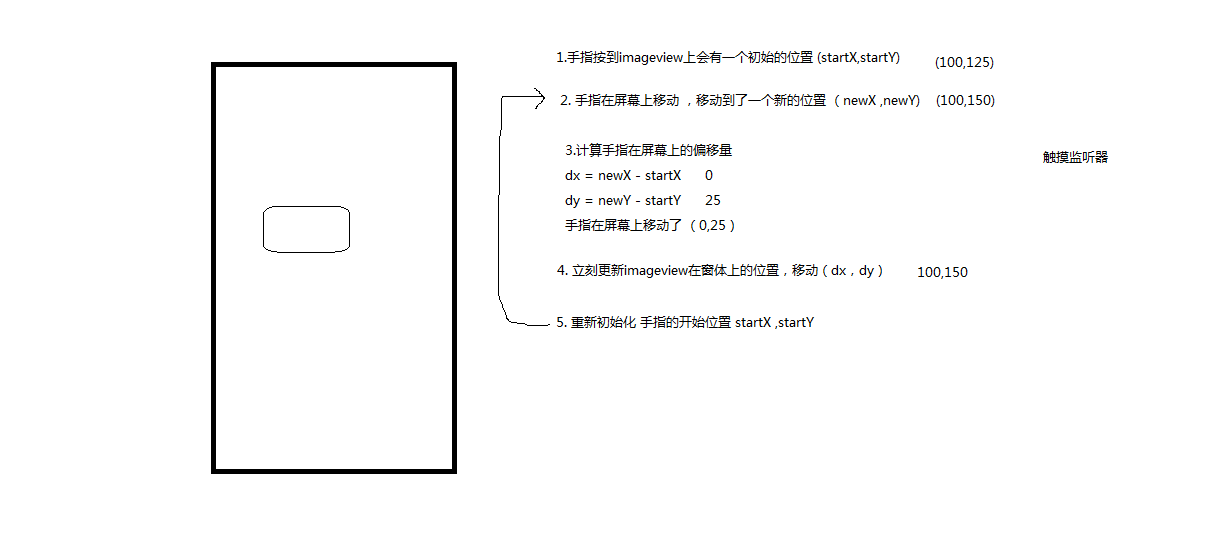 1.手指按到imageview上会有一个初始的位置 (startX,startY) (100,125)
2. 手指在屏幕上移动 ，移动到了一个新的位置 （ newX ,newY) (100,150)
3.计算手指在屏幕上的偏移量
触摸监听器
dx = newX - startX 0
dy = newY - startY 25
手指在屏幕上移动了 （ 0,25 ）
4. 立刻更新imageview在窗体上的位置，移动（ dx，dy ） 100,150
5. 重新初始化 手指的开始位置 startX ,startY